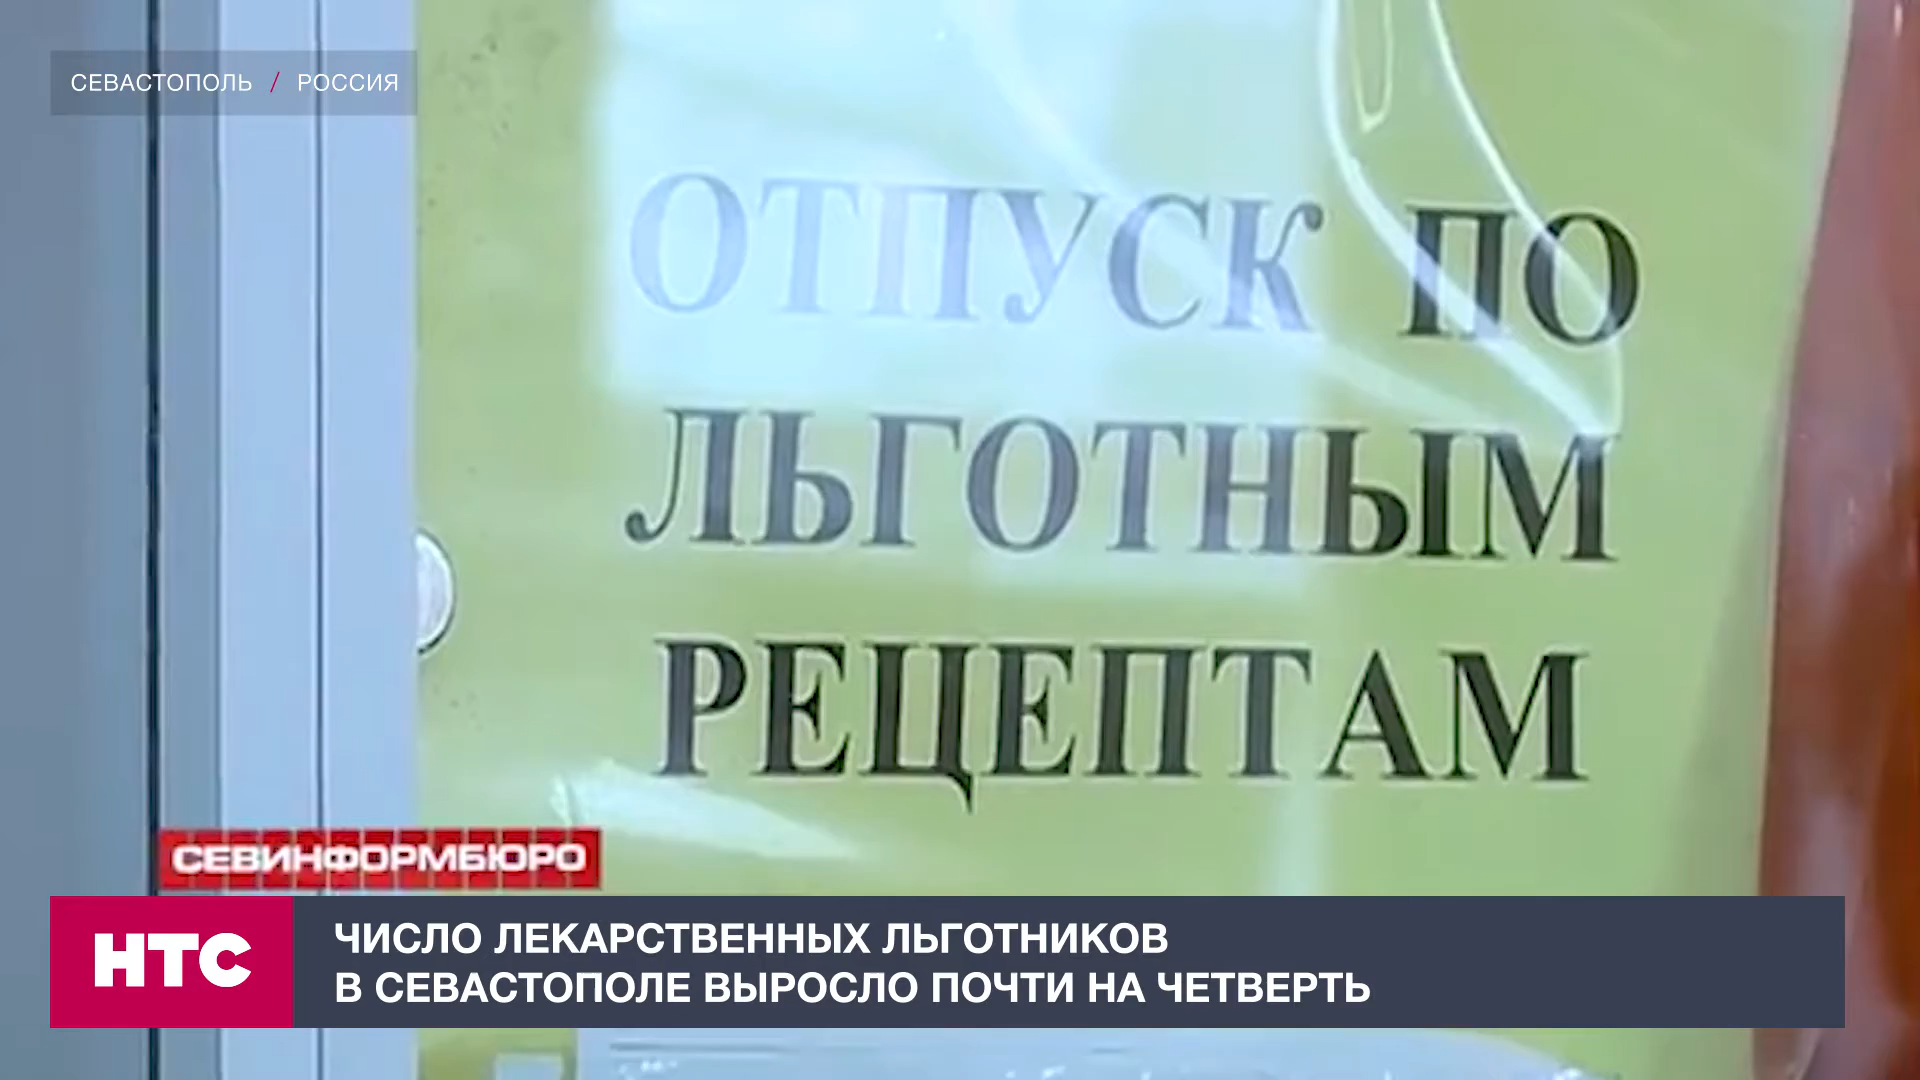 СЕВАСТОПОЛЬ / РОССИЯ
ОТПУСК ПО
ЛЬГОТНЫМ
РЕЦЕПТАМ
СЕВИНФОРМБЮРО
НТС
ЧИСЛО ЛЕКАРСТВЕННЫХ ЛЬГОТНИКОВ
В СЕВАСТОПОЛЕ ВЫРОСЛО ПОЧТИ НА ЧЕТВЕРТЬ